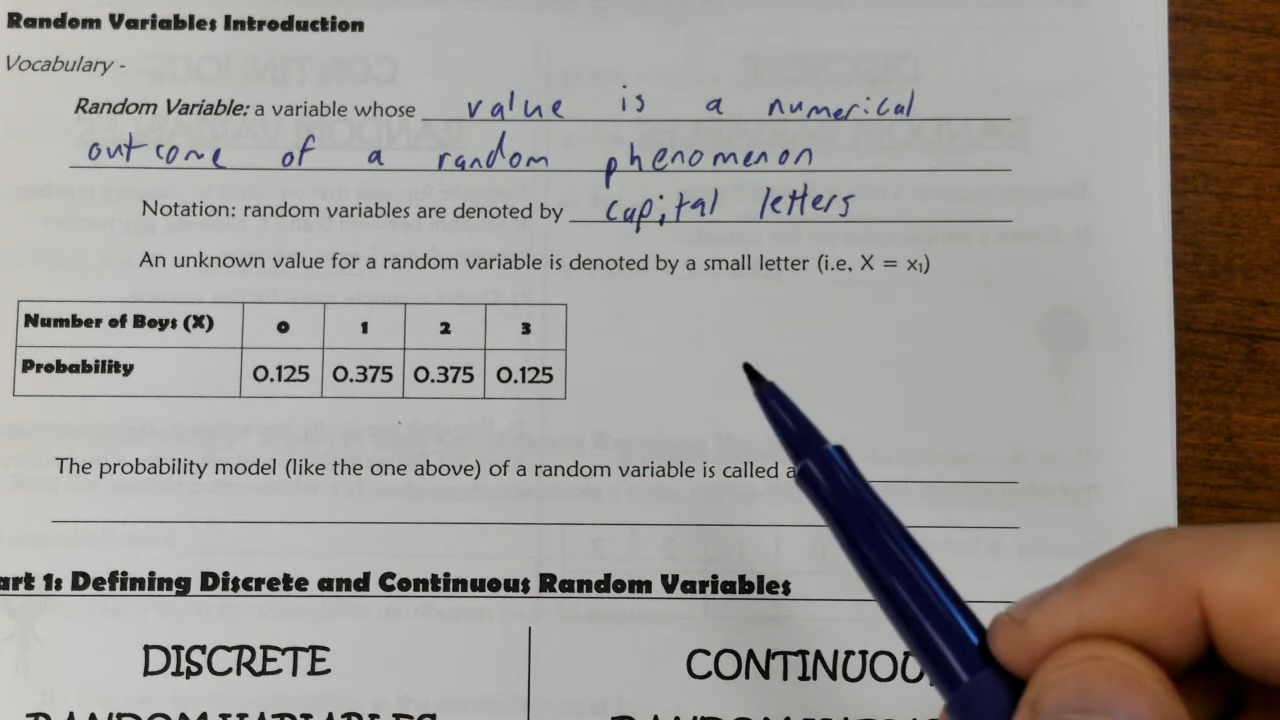 Random Variables Introduction
Vocabulary -
Random Variable: a variable whose value is a numerical
outcome of a random phenomenon
Notation: random variables are denoted by capital letters
An unknown value for a random variable is denoted by a small letter (i.e, X = x₁)
Number of Boys (X) 0 1 2 3
Probability 0.125 0.375 0.375 0.125
The probability model (like the one above) of a random variable is called a
art 1: Defining Discrete and Continuous Random Variables
DISCRETE CONTINUOU
RANDOM VARIABLES RANDOM